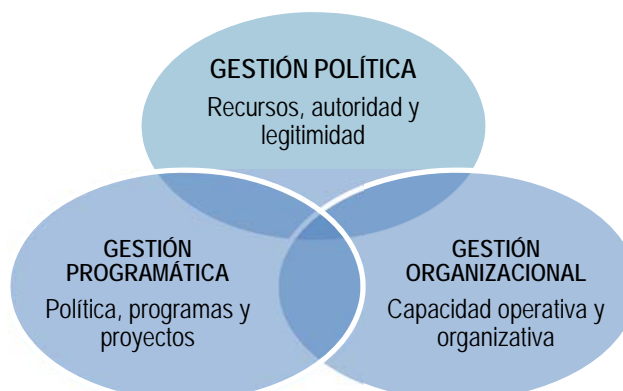 GESTIÓN POLÍTICA
Recursos, autoridad y
legitimidad
GESTIÓN
PROGRAMÁTICA
Política, programas y
proyectos
GESTIÓN
ORGANIZACIONAL
Capacidad operativa y
organizativa